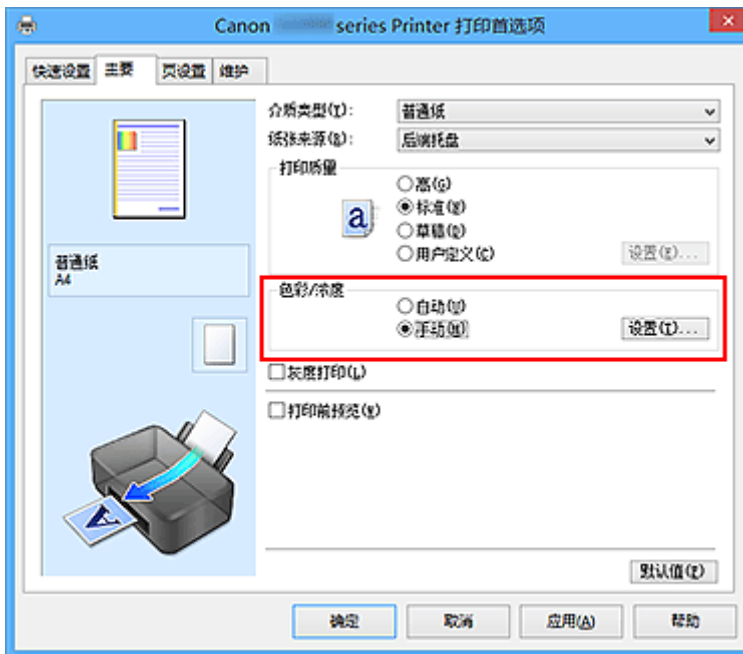 Canon series Printer 打印首选项
快速设置 主要 页设置 维护
介质类型(T): 普通纸
纸张来源(S): 后端托盘
打印质量
高(G)
标准(N)
草稿(D)
用户定义(C) 设置(E)...
普通纸
A4
色彩/浓度
自动(U)
手动(M) 设置(T)...
灰度打印(L)
打印前预览(V)
默认值(F)
确定 取消 应用(A) 帮助